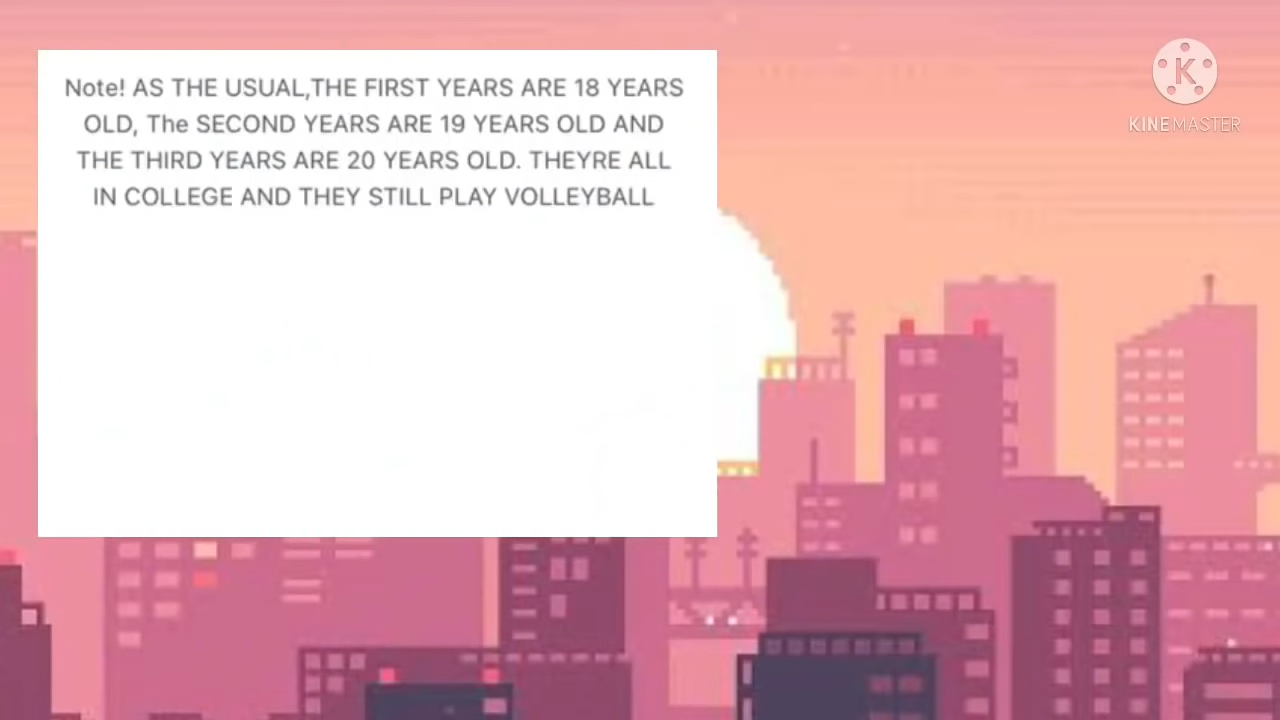 Note! AS THE USUAL,THE FIRST YEARS ARE 18 YEARS
OLD, The SECOND YEARS ARE 19 YEARS OLD AND
THE THIRD YEARS ARE 20 YEARS OLD. THEYRE ALL
IN COLLEGE AND THEY STILL PLAY VOLLEYBALL
K
KINEMASTER